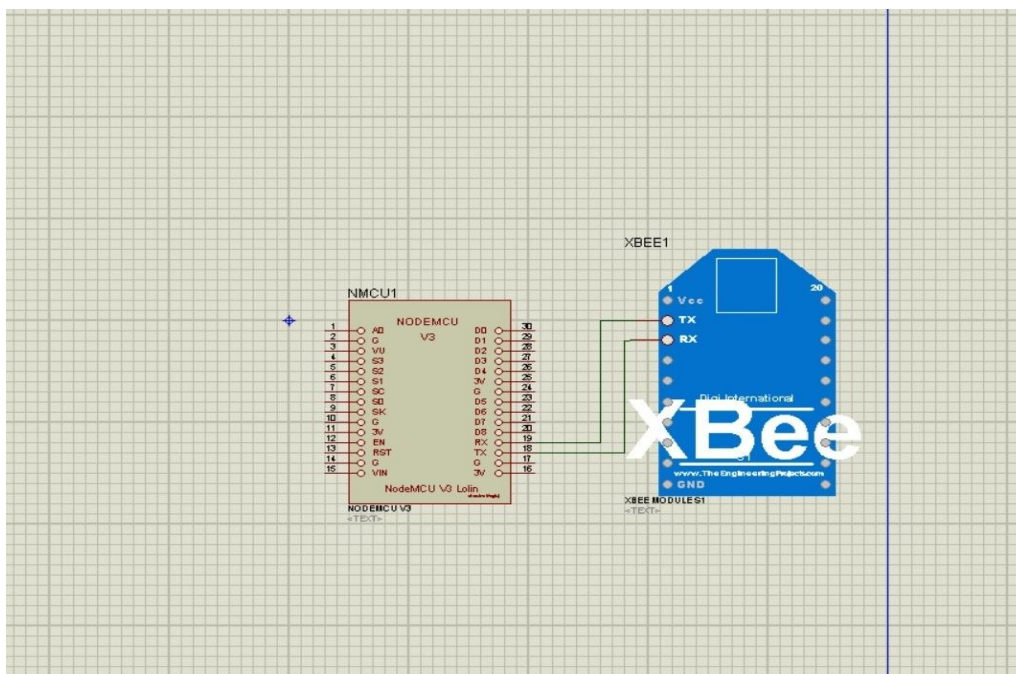 XBEE1
1 20
Vcc
TX
RX
Digi International
XBee
S1
www.TheEngineeringProjects.com
GND
XBEE MODULES1
<TEXT>
NMCU1
NODEMCU
V3
1 A0 D0 30
2 G D1 29
3 VU D2 28
4 S3 D3 27
5 S2 D4 26
6 S1 3V 25
7 SC G 24
8 S0 D5 23
9 SK D6 22
10 G D7 21
11 3V D8 20
12 EN RX 19
13 RST TX 18
14 G G 17
15 VIN 3V 16
NodeMCU V3 Lolin
NODEMCU V3
<TEXT>